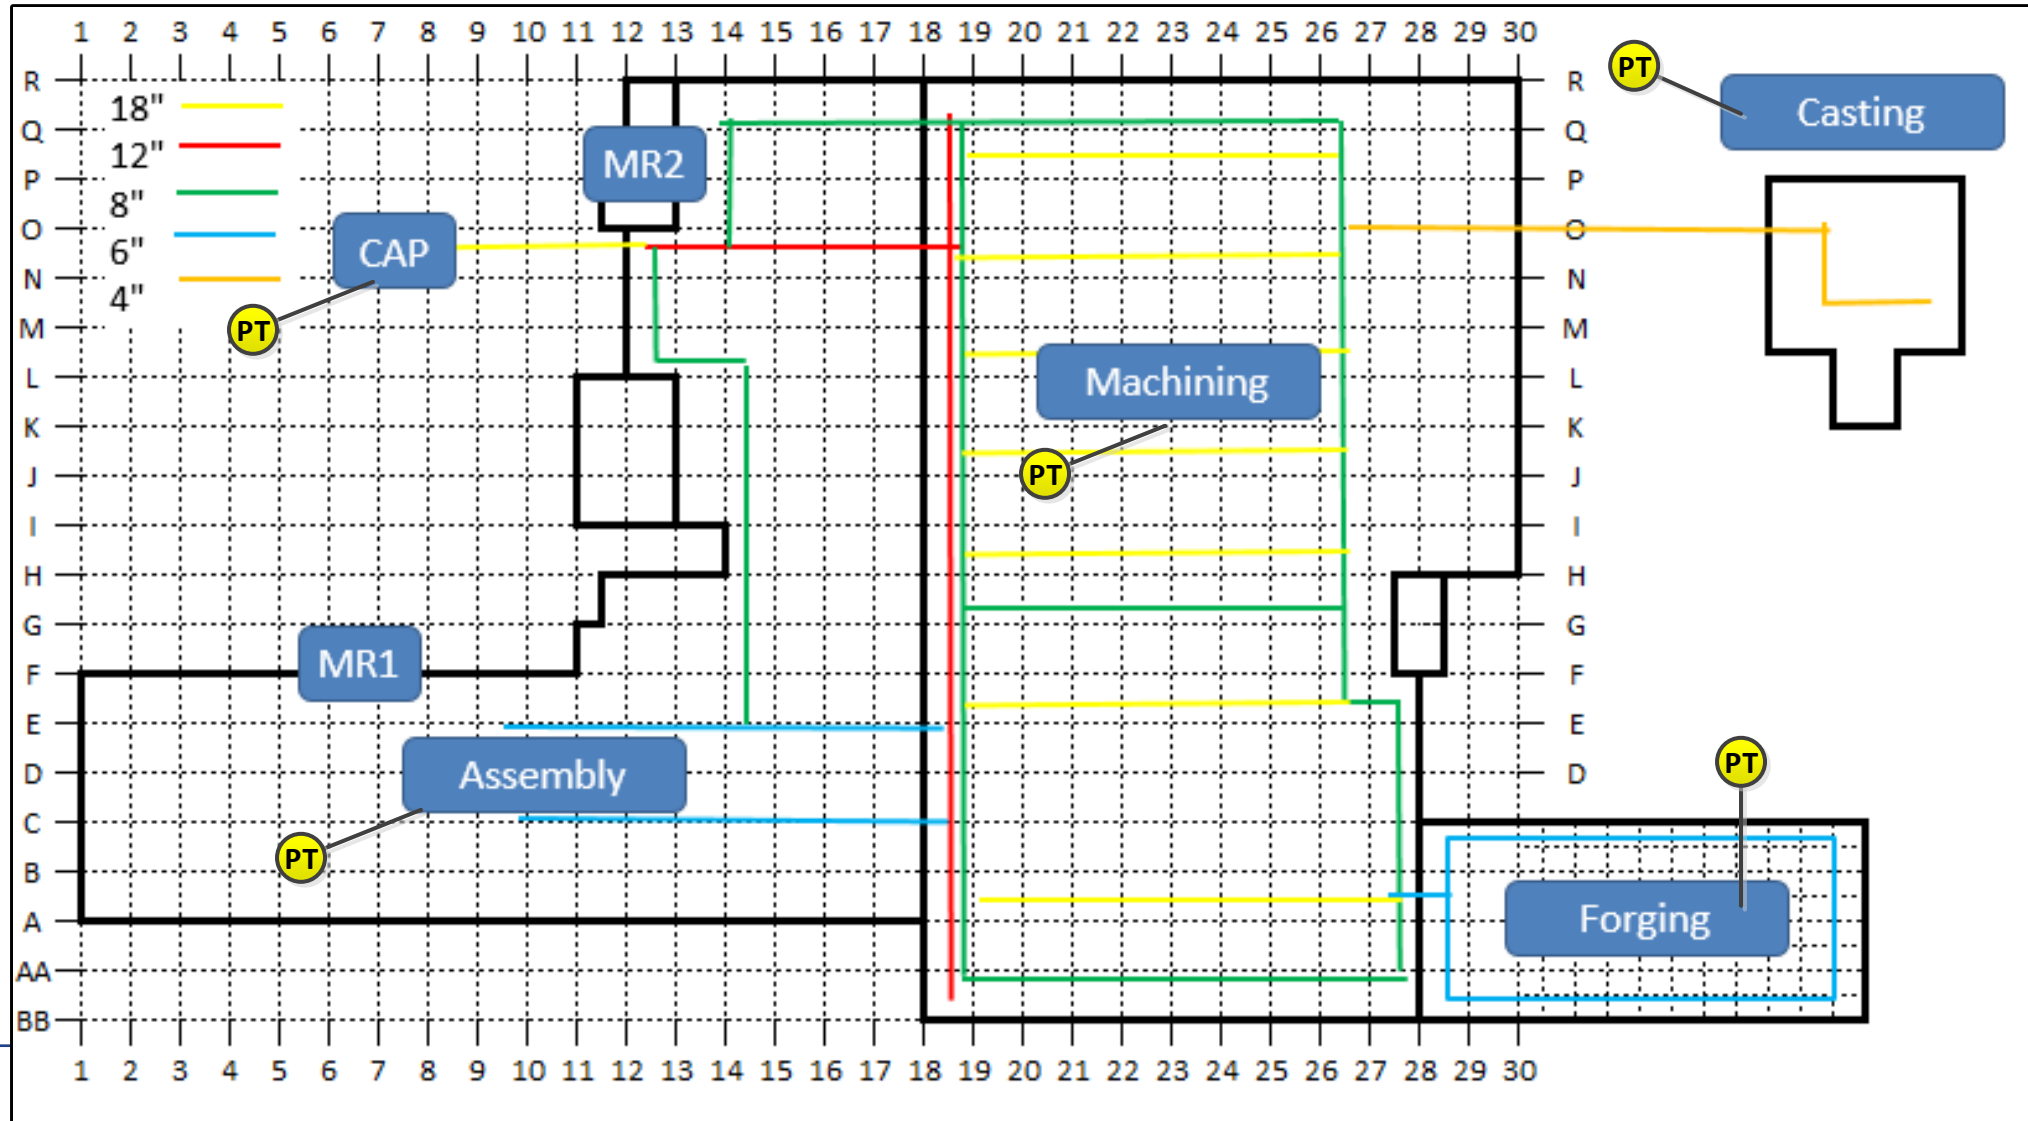 1 2 3 4 5 6 7 8 9 10 11 12 13 14 15 16 17 18 19 20 21 22 23 24 25 26 27 28 29 30
PT
R R
18" Casting
Q Q
12" MR2
P P
8"
O CAP O
6"
N N
4"
M PT M
L Machining L
K K
J PT J
I I
H H
G G
MR1
F F
E E
D Assembly D PT
C
PT
B
A Forging
AA
BB
1 2 3 4 5 6 7 8 9 10 11 12 13 14 15 16 17 18 19 20 21 22 23 24 25 26 27 28 29 30